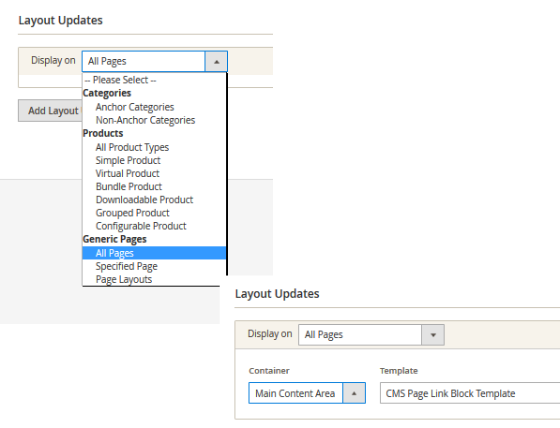 Layout Updates
Display on All Pages
-- Please Select --
Categories
Anchor Categories
Non-Anchor Categories
Add Layout
Products
All Product Types
Simple Product
Virtual Product
Bundle Product
Downloadable Product
Grouped Product
Configurable Product
Generic Pages
All Pages
Specified Page
Page Layouts
Layout Updates
Display on All Pages
Container Template
Main Content Area CMS Page Link Block Template